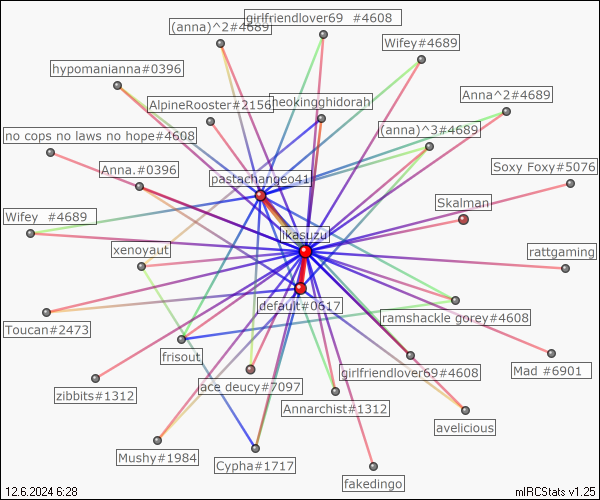 girlfriendlover69  #4608
(anna)^2#4689
Wifey#4689
hypomanianna#0396
Anna^2#4689
AlpineRooster#2156
heokingghidorah
no cops no laws no hope#4608
(anna)^3#4689
Anna.#0396
Soxy Foxy#5076
pastachangeo41
Skalman
Wifey  #4689
ikasuzu
xenoyaut
rattgaming
default#0617
ramshackle gorey#4608
Toucan#2473
frisout
ace deucy#7097
girlfriendlover69#4608
Mad #6901
zibbits#1312
Annarchist#1312
avelicious
Mushy#1984
Cypha#1717
fakedingo
12.6.2024 6:28
mIRCStats v1.25